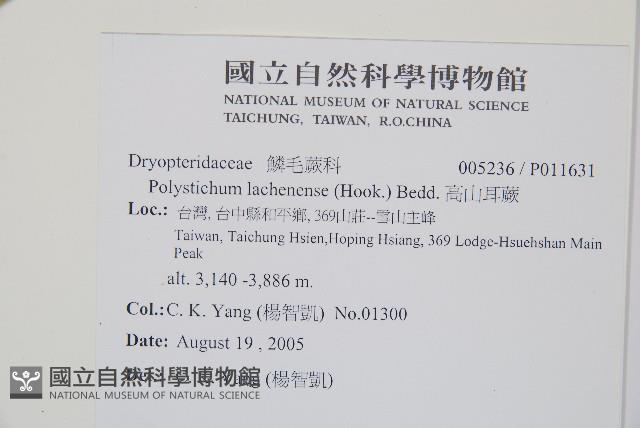 國立自然科學博物館
NATIONAL MUSEUM OF NATURAL SCIENCE
TAICHUNG, TAIWAN, R.O.CHINA
Dryopteridaceae 鱗毛蕨科 005236 / P011631
Polystichum lachenense (Hook.) Bedd. 高山耳蕨
Loc.: 台灣, 台中縣和平鄉, 369山莊--雪山主峰
Taiwan, Taichung Hsien,Hoping Hsiang, 369 Lodge-Hsuehshan Main
Peak
alt. 3,140 -3,886 m.
Col.:C. K. Yang (楊智凱) No.01300
Date: August 19 , 2005
Yang (楊智凱)
國立自然科學博物館
NATIONAL MUSEUM OF NATURAL SCIENCE